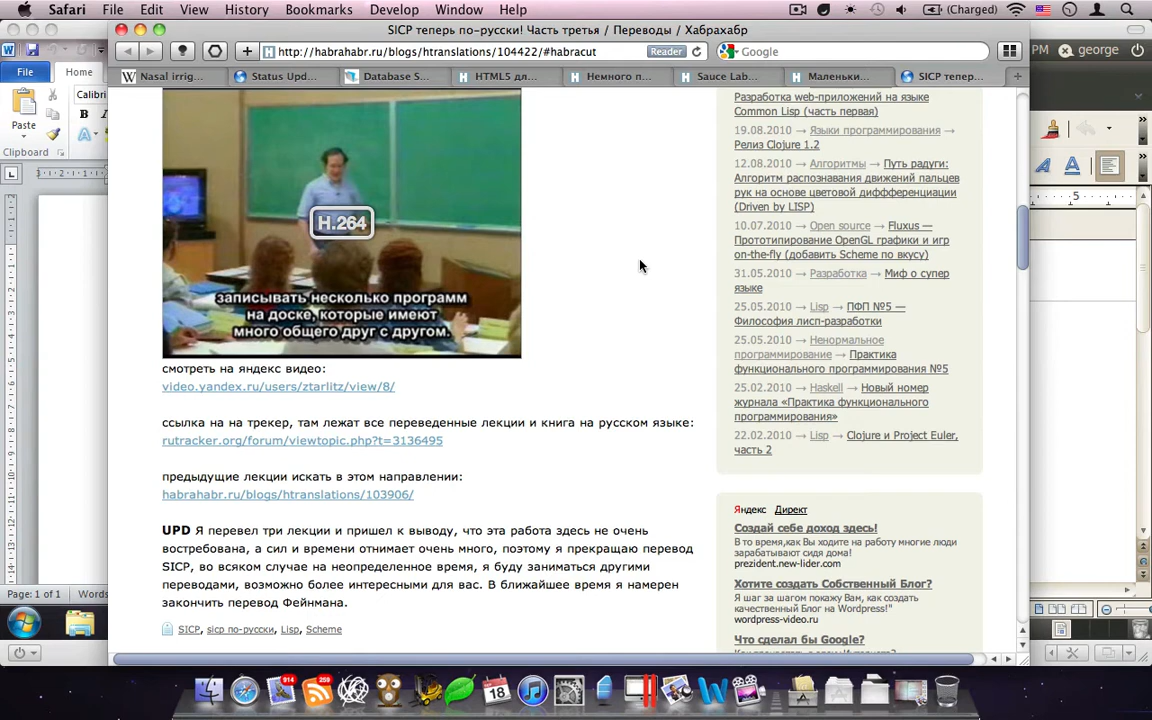 Safari File Edit View History Bookmarks Develop Window Help (Charged)
SICP теперь по-русски! Часть третья / Переводы / Хабрахабр
http://habrahabr.ru/blogs/htranslations/104422/#habracut Reader Google
Nasal irrig... Status Upd... Database S... HTML5 дл... Немного п... Sauce Lab... Маленьки... SICP тепер...
PM george
File Home
Calibri
Paste
B
Clipboard
H.264
записывать несколько программ
на доске, которые имеют
много общего друг с другом.
смотреть на яндекс видео:
video.yandex.ru/users/ztarlitz/view/8/
ссылка на на трекер, там лежат все переведенные лекции и книга на русском языке:
rutracker.org/forum/viewtopic.php?t=3136495
предыдущие лекции искать в этом направлении:
habrahabr.ru/blogs/htranslations/103906/
UPD Я перевел три лекции и пришел к выводу, что эта работа здесь не очень
востребована, а сил и времени отнимает очень много, поэтому я прекращаю перевод
SICP, во всяком случае на неопределенное время, я буду заниматься другими
переводами, возможно более интересными для вас. В ближайшее время я намерен
закончить перевод Фейнмана.
SICP, sicp по-русски, Lisp, Scheme
Разработка web-приложений на языке
Common Lisp (часть первая)
19.08.2010 → Языки программирования →
Релиз Clojure 1.2
12.08.2010 → Алгоритмы → Путь радуги:
Алгоритм распознавания движений пальцев
рук на основе цветовой диффференциации
(Driven by LISP)
10.07.2010 → Open source → Fluxus —
Прототипирование OpenGL графики и игр
on-the-fly (добавить Scheme по вкусу)
31.05.2010 → Разработка → Миф о супер
языке
25.05.2010 → Lisp → ПФП №5 —
Философия лисп-разработки
25.05.2010 → Ненормальное
программирование → Практика
функционального программирования №5
25.02.2010 → Haskell → Новый номер
журнала «Практика функционального
программирования»
22.02.2010 → Lisp → Clojure и Project Euler,
часть 2
Яндекс Директ
Создай себе доход здесь!
В то время,как Вы ходите на работу многие люди
зарабатывают сидя дома!
prezident.new-lider.com
Хотите создать Собственный Блог?
Я шаг за шагом покажу Вам, как создать
качественный Блог на Wordpress!"
wordpress-video.ru
Что сделал бы Google?
Page: 1 of 1 Words
914 259 18